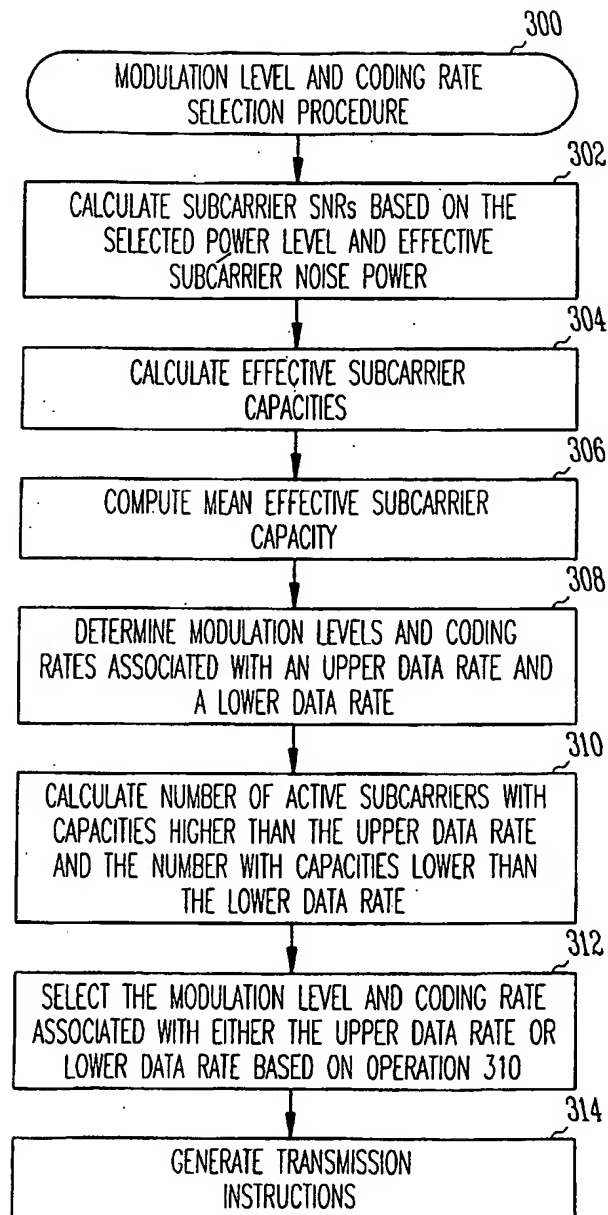 300
MODULATION LEVEL AND CODING RATE
SELECTION PROCEDURE
302
CALCULATE SUBCARRIER SNRs BASED ON THE
SELECTED POWER LEVEL AND EFFECTIVE
SUBCARRIER NOISE POWER
304
CALCULATE EFFECTIVE SUBCARRIER
CAPACITIES
306
COMPUTE MEAN EFFECTIVE SUBCARRIER
CAPACITY
308
DETERMINE MODULATION LEVELS AND CODING
RATES ASSOCIATED WITH AN UPPER DATA RATE AND
A LOWER DATA RATE
310
CALCULATE NUMBER OF ACTIVE SUBCARRIERS WITH
CAPACITIES HIGHER THAN THE UPPER DATA RATE
AND THE NUMBER WITH CAPACITIES LOWER THAN
THE LOWER DATA RATE
312
SELECT THE MODULATION LEVEL AND CODING RATE
ASSOCIATED WITH EITHER THE UPPER DATA RATE OR
LOWER DATA RATE BASED ON OPERATION 310
314
GENERATE TRANSMISSION
INSTRUCTIONS